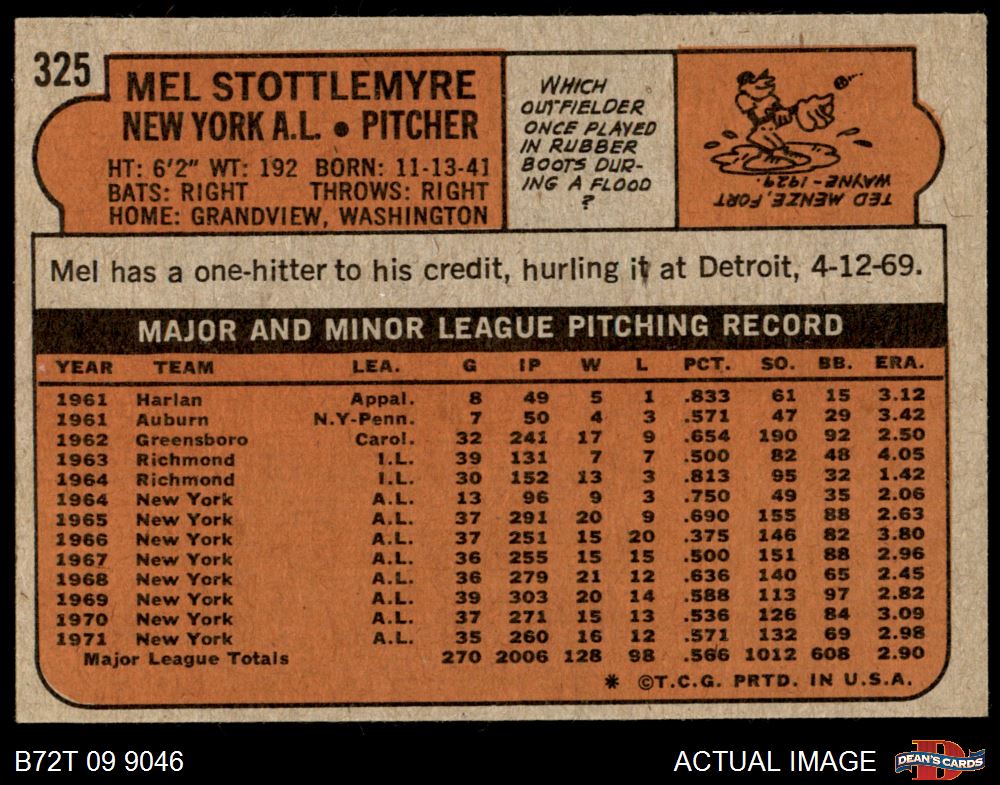 325
MEL STOTTLEMYRE
NEW YORK A.L. • PITCHER
HT: 6'2" WT: 192 BORN: 11-13-41
BATS: RIGHT THROWS: RIGHT
HOME: GRANDVIEW, WASHINGTON
WHICH
OUTFIELDER
ONCE PLAYED
IN RUBBER
BOOTS DUR-
ING A FLOOD
?
TED MENZE, FORT
WAYNE - 1929.
Mel has a one-hitter to his credit, hurling it at Detroit, 4-12-69.
MAJOR AND MINOR LEAGUE PITCHING RECORD
YEAR TEAM LEA. G IP W L PCT. SO. BB. ERA.
1961 Harlan Appal. 8 49 5 1 .833 61 15 3.12
1961 Auburn N.Y-Penn. 7 50 4 3 .571 47 29 3.42
1962 Greensboro Carol. 32 241 17 9 .654 190 92 2.50
1963 Richmond I.L. 39 131 7 7 .500 82 48 4.05
1964 Richmond I.L. 30 152 13 3 .813 95 32 1.42
1964 New York A.L. 13 96 9 3 .750 49 35 2.06
1965 New York A.L. 37 291 20 9 .690 155 88 2.63
1966 New York A.L. 37 251 15 20 .375 146 82 3.80
1967 New York A.L. 36 255 15 15 .500 151 88 2.96
1968 New York A.L. 36 279 21 12 .636 140 65 2.45
1969 New York A.L. 39 303 20 14 .588 113 97 2.82
1970 New York A.L. 37 271 15 13 .536 126 84 3.09
1971 New York A.L. 35 260 16 12 .571 132 69 2.98
Major League Totals 270 2006 128 98 .566 1012 608 2.90
* ©T.C.G. PRTD. IN U.S.A.
B72T 09 9046
ACTUAL IMAGE
D
DEAN'S CARDS